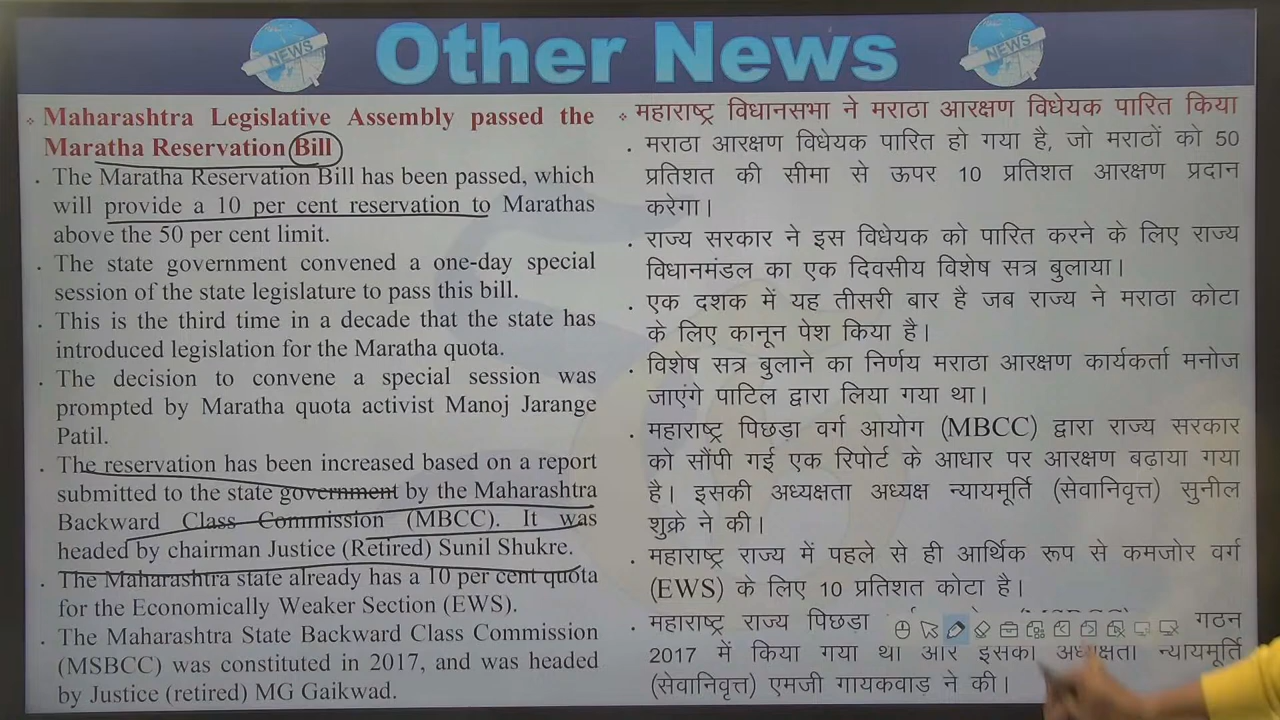 NEWS
Other News
NEWS
Maharashtra Legislative Assembly passed the
Maratha Reservation Bill
The Maratha Reservation Bill has been passed, which
will provide a 10 per cent reservation to Marathas
above the 50 per cent limit.
The state government convened a one-day special
session of the state legislature to pass this bill.
This is the third time in a decade that the state has
introduced legislation for the Maratha quota.
The decision to convene a special session was
prompted by Maratha quota activist Manoj Jarange
Patil.
The reservation has been increased based on a report
submitted to the state government by the Maharashtra
Backward Class Commission (MBCC). It was
headed by chairman Justice (Retired) Sunil Shukre.
The Maharashtra state already has a 10 per cent quota
for the Economically Weaker Section (EWS).
The Maharashtra State Backward Class Commission
(MSBCC) was constituted in 2017, and was headed
by Justice (retired) MG Gaikwad.
महाराष्ट्र विधानसभा ने मराठा आरक्षण विधेयक पारित किया
मराठा आरक्षण विधेयक पारित हो गया है, जो मराठों को 50
प्रतिशत की सीमा से ऊपर 10 प्रतिशत आरक्षण प्रदान
करेगा।
राज्य सरकार ने इस विधेयक को पारित करने के लिए राज्य
विधानमंडल का एक दिवसीय विशेष सत्र बुलाया।
एक दशक में यह तीसरी बार है जब राज्य ने मराठा कोटा
के लिए कानून पेश किया है।
विशेष सत्र बुलाने का निर्णय मराठा आरक्षण कार्यकर्ता मनोज
जाएंगे पाटिल द्वारा लिया गया था।
महाराष्ट्र पिछड़ा वर्ग आयोग (MBCC) द्वारा राज्य सरकार
को सौंपी गई एक रिपोर्ट के आधार पर आरक्षण बढ़ाया गया
है। इसकी अध्यक्षता अध्यक्ष न्यायमूर्ति (सेवानिवृत्त) सुनील
शुक्रे ने की।
महाराष्ट्र राज्य में पहले से ही आर्थिक रूप से कमजोर वर्ग
(EWS) के लिए 10 प्रतिशत कोटा है।
महाराष्ट्र राज्य पिछड़ा गठन
2017 में किया गया था और इसकी अध्यक्षता न्यायमूर्ति
(सेवानिवृत्त) एमजी गायकवाड़ ने की।